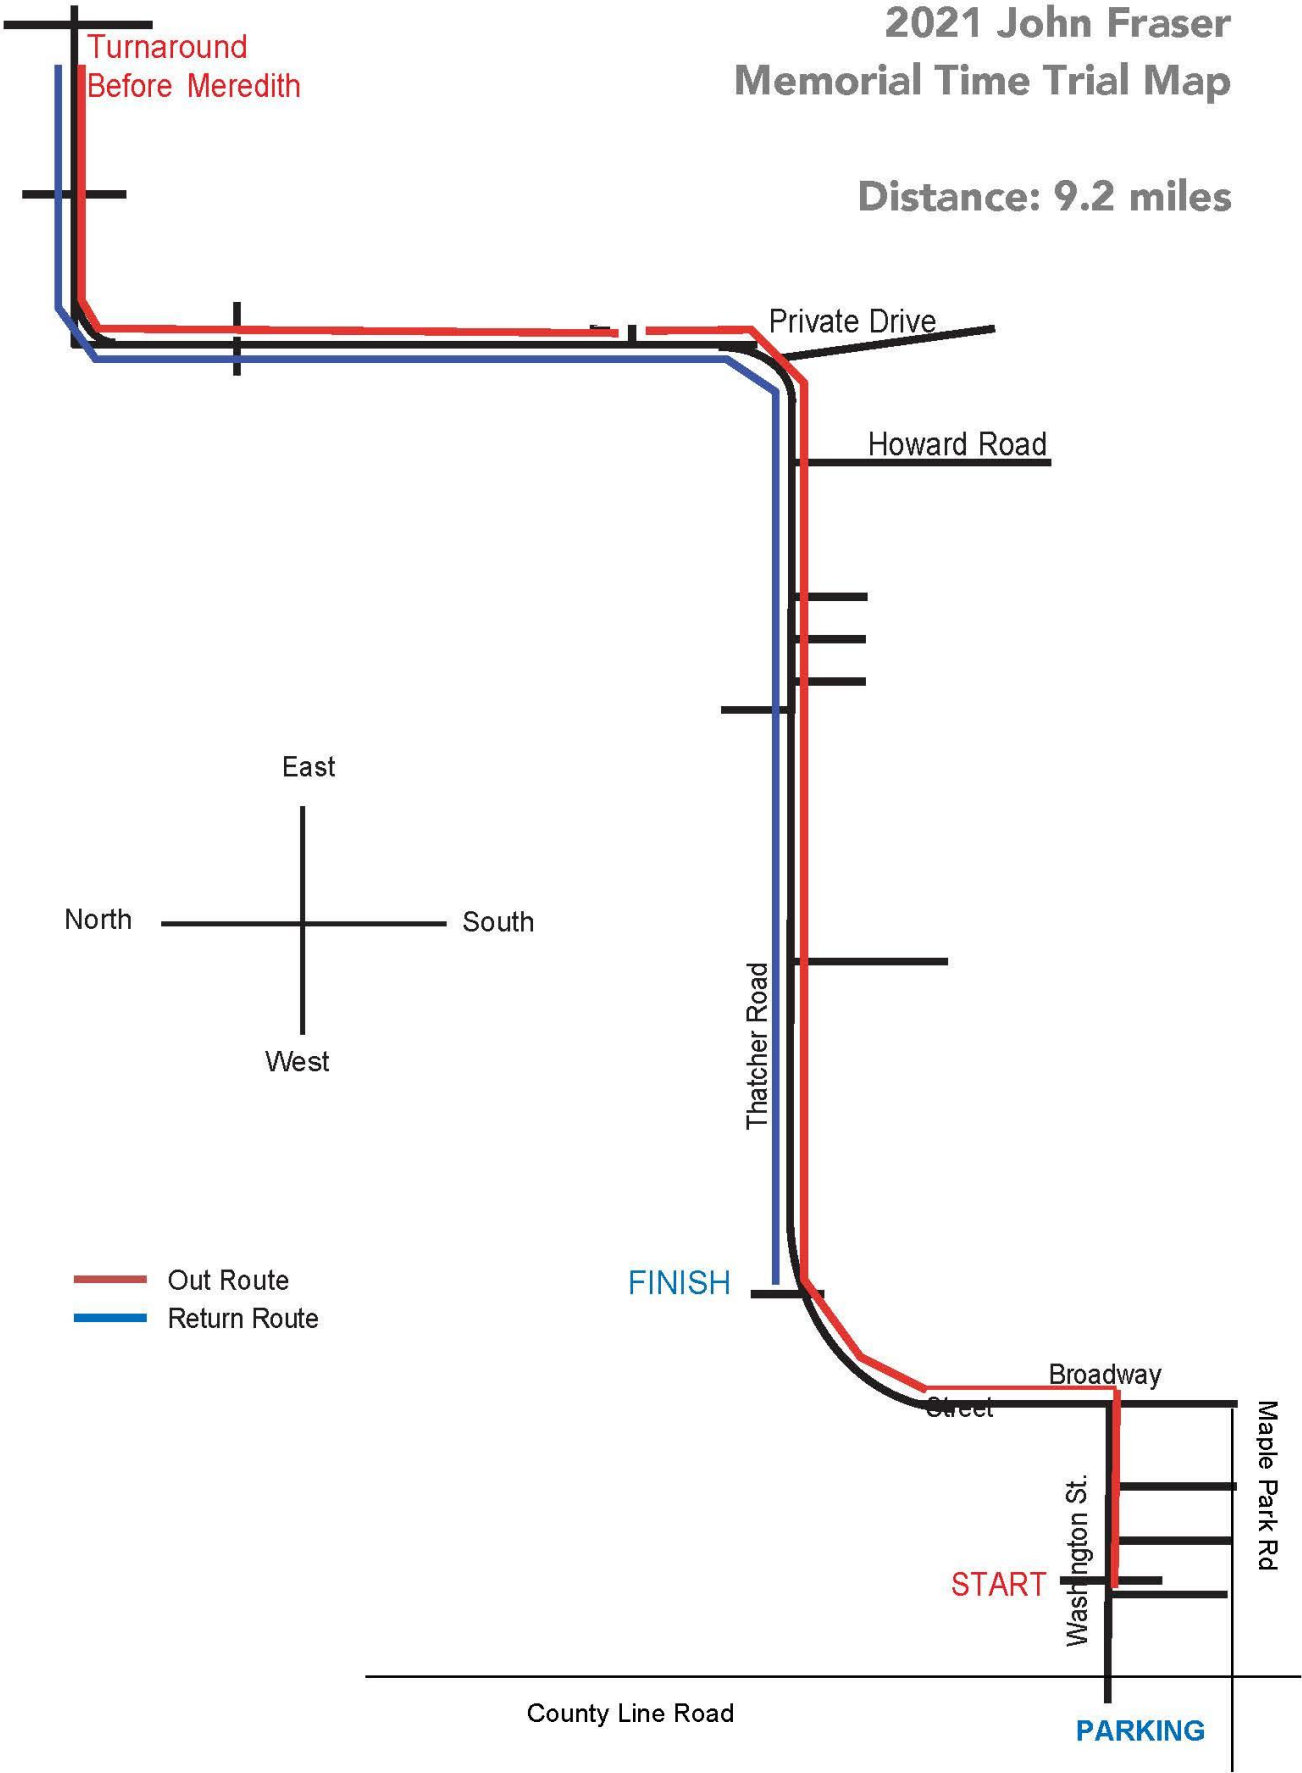 2021 John Fraser
Memorial Time Trial Map
Distance: 9.2 miles
Turnaround
Before Meredith
Private Drive
Howard Road
East
North
South
West
Thatcher Road
Out Route
Return Route
FINISH
Broadway
Street
Maple Park Rd
Washington St.
START
County Line Road
PARKING